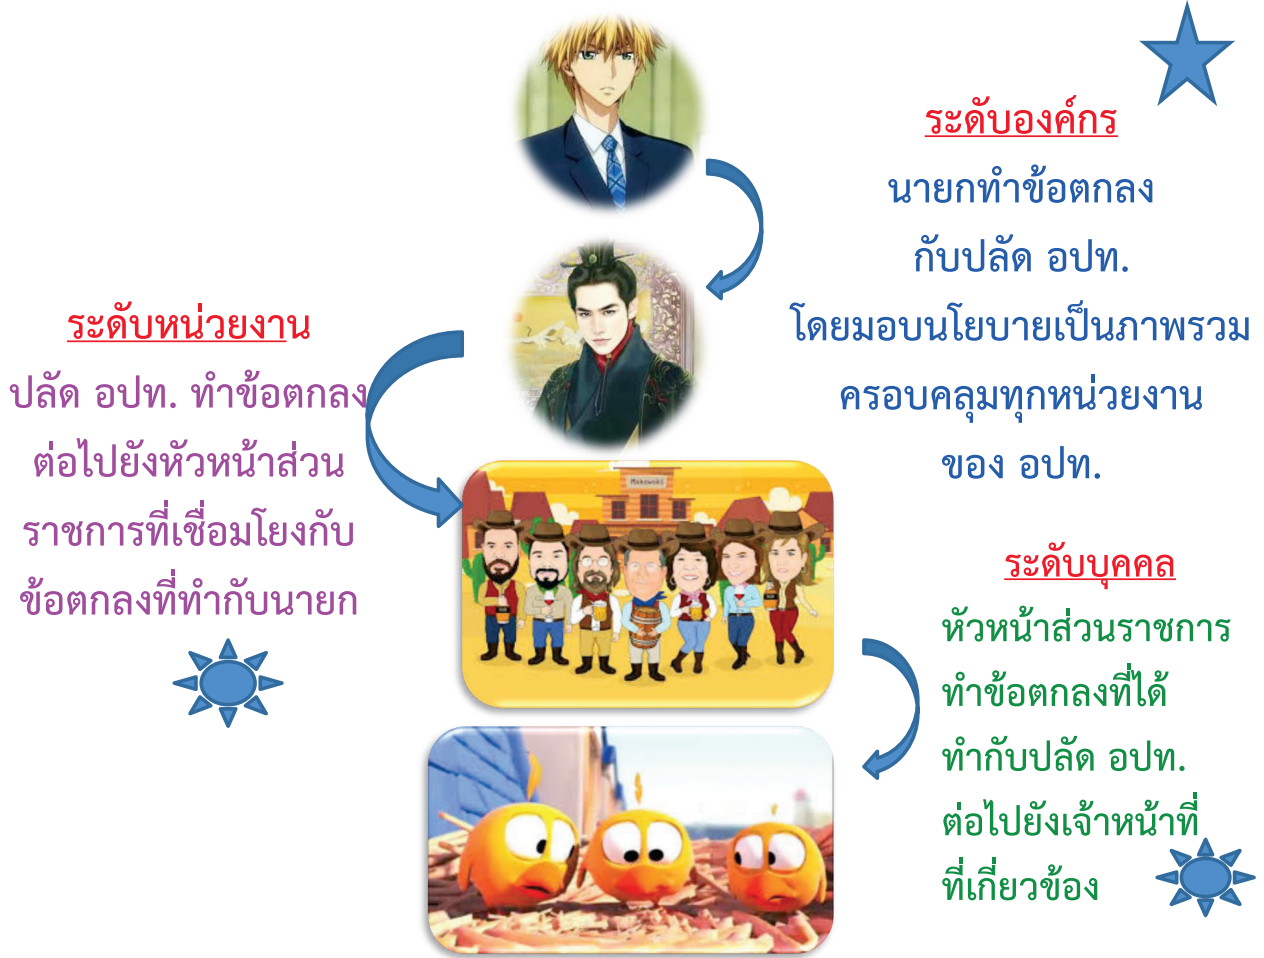 ระดับองค์กร
นายกทำข้อตกลง
กับปลัด อปท.
โดยมอบนโยบายเป็นภาพรวม
ครอบคลุมทุกหน่วยงาน
ของ อปท.
ระดับหน่วยงาน
ปลัด อปท. ทำข้อตกลง
ต่อไปยังหัวหน้าส่วน
ราชการที่เชื่อมโยงกับ
ข้อตกลงที่ทำกับนายก
Makowski
ระดับบุคคล
หัวหน้าส่วนราชการ
ทำข้อตกลงที่ได้
ทำกับปลัด อปท.
ต่อไปยังเจ้าหน้าที่
ที่เกี่ยวข้อง